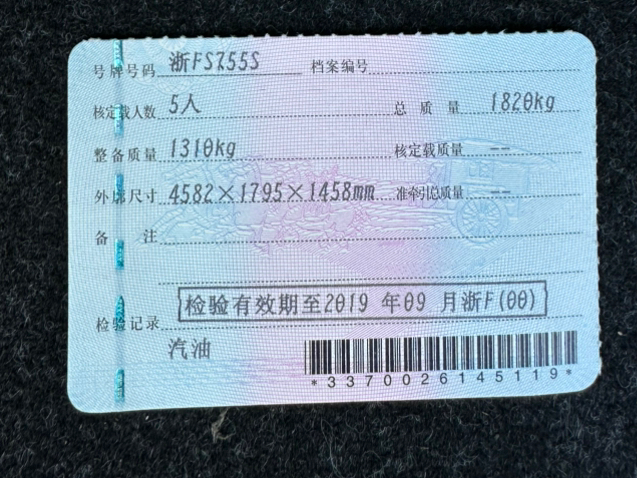 号牌号码 浙FS755S 档案编号
核定载人数 5人 总质量 1820kg
整备质量 1310kg 核定载质量 --
外廓尺寸 4582×1795×1458mm 准牵引总质量 --
备注
检验有效期至2019 年09 月浙F(00)
检验记录
汽油
*3370026145119*